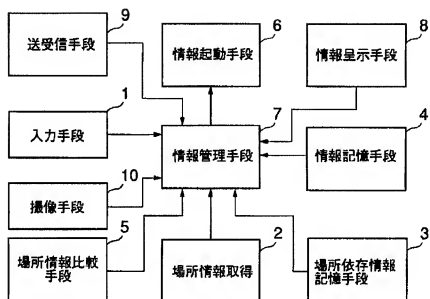 9
送受信手段
6
情報起動手段
8
情報呈示手段
1
入力手段
7
情報管理手段
4
情報記憶手段
10
撮像手段
5
場所情報比較
手段
2
場所情報取得
3
場所依存情報
記憶手段